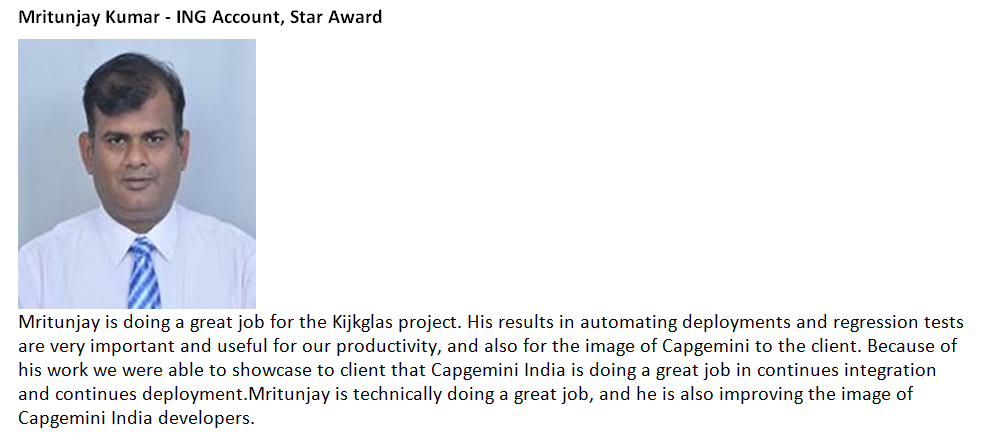 Mritunjay Kumar - ING Account, Star Award
Mritunjay is doing a great job for the Kijkglas project. His results in automating deployments and regression tests
are very important and useful for our productivity, and also for the image of Capgemini to the client. Because of
his work we were able to showcase to client that Capgemini India is doing a great job in continues integration
and continues deployment.Mritunjay is technically doing a great job, and he is also improving the image of
Capgemini India developers.